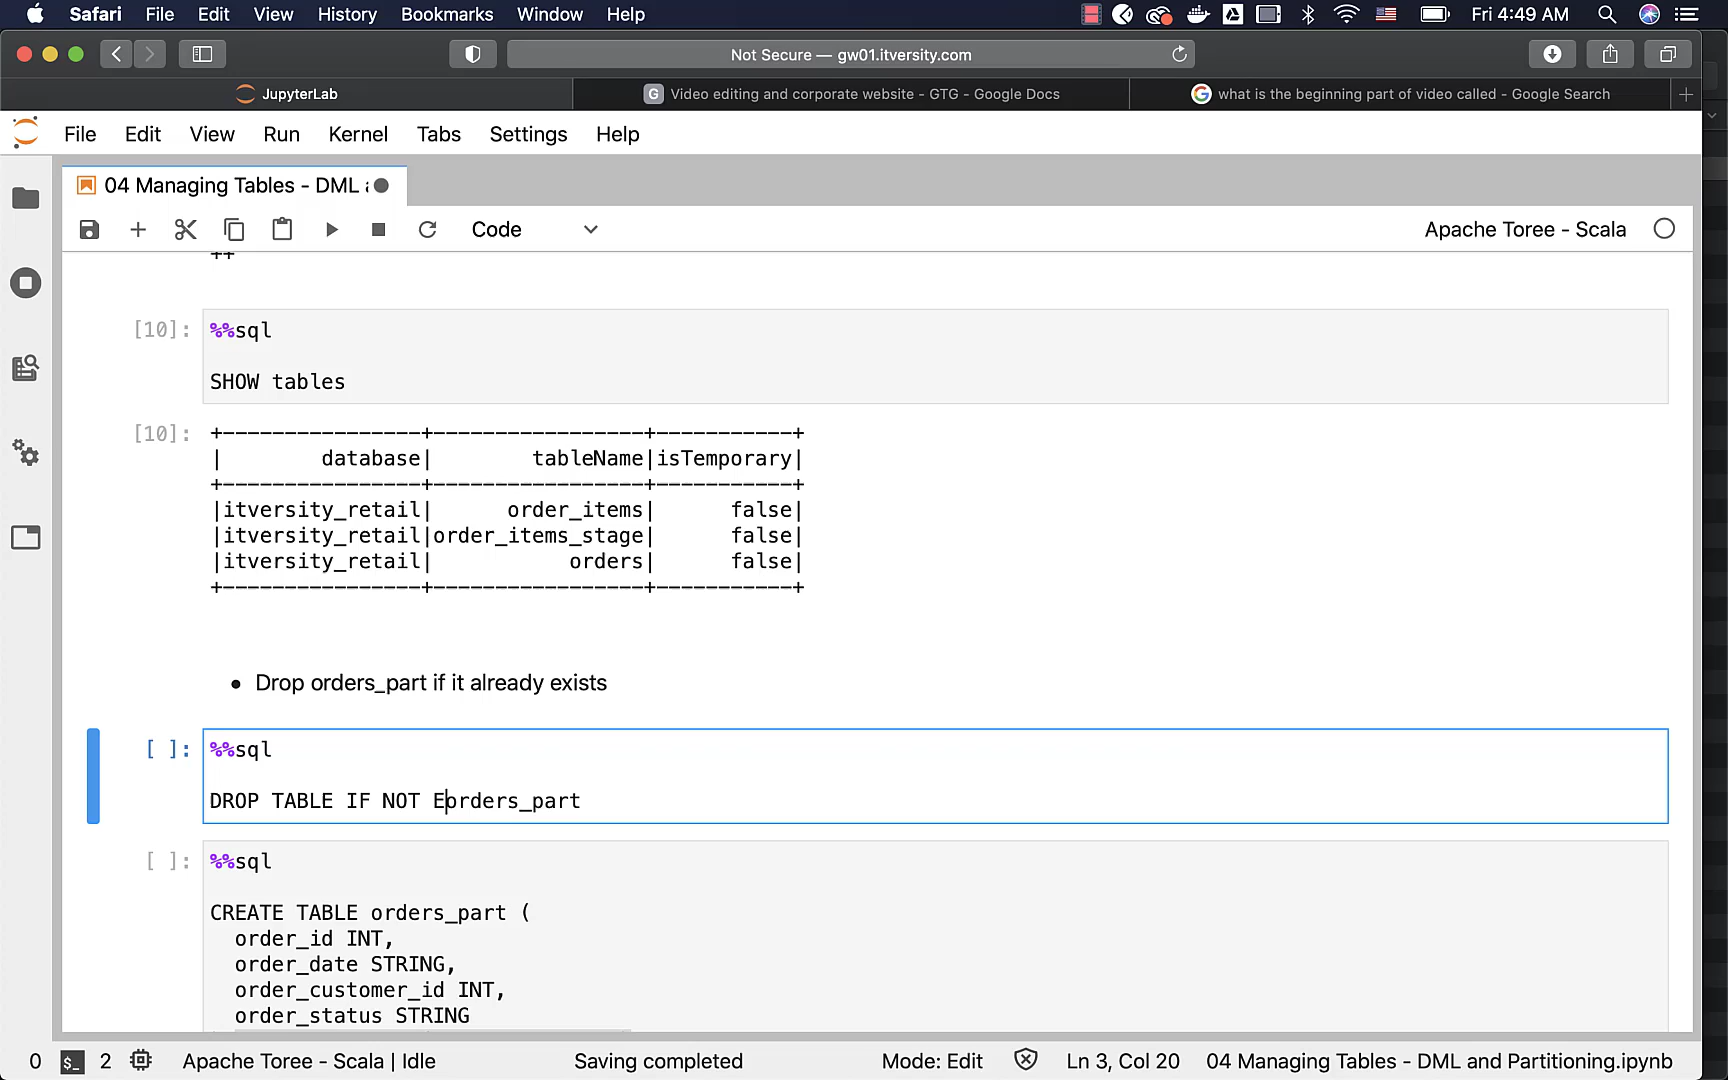 Safari File Edit View History Bookmarks Window Help Fri 4:49 AM
Not Secure — gw01.itversity.com
JupyterLab G Video editing and corporate website - GTG - Google Docs G what is the beginning part of video called - Google Search
File Edit View Run Kernel Tabs Settings Help
04 Managing Tables - DML a
Code Apache Toree - Scala
++
[10]: %%sql
SHOW tables
[10]: +----------------+-----------------+-----------+
| database| tableName|isTemporary|
+----------------+-----------------+-----------+
|itversity_retail| order_items| false|
|itversity_retail|order_items_stage| false|
|itversity_retail| orders| false|
+----------------+-----------------+-----------+
• Drop orders_part if it already exists
[ ]: %%sql
DROP TABLE IF NOT Eorders_part
[ ]: %%sql
CREATE TABLE orders_part (
order_id INT,
order_date STRING,
order_customer_id INT,
order_status STRING
0 $_ 2 Apache Toree - Scala | Idle Saving completed Mode: Edit Ln 3, Col 20 04 Managing Tables - DML and Partitioning.ipynb